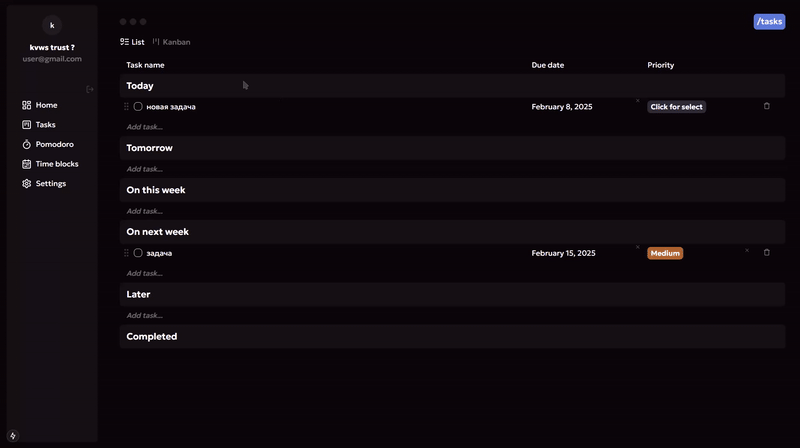 k
kvws trust ?
user@gmail.com
Home
Tasks
Pomodoro
Time blocks
Settings
/tasks
List Kanban
Task name Due date Priority
Today
новая задача February 8, 2025 Click for select
Add task...
Tomorrow
Add task...
On this week
Add task...
On next week
задача February 15, 2025 Medium
Add task...
Later
Add task...
Completed